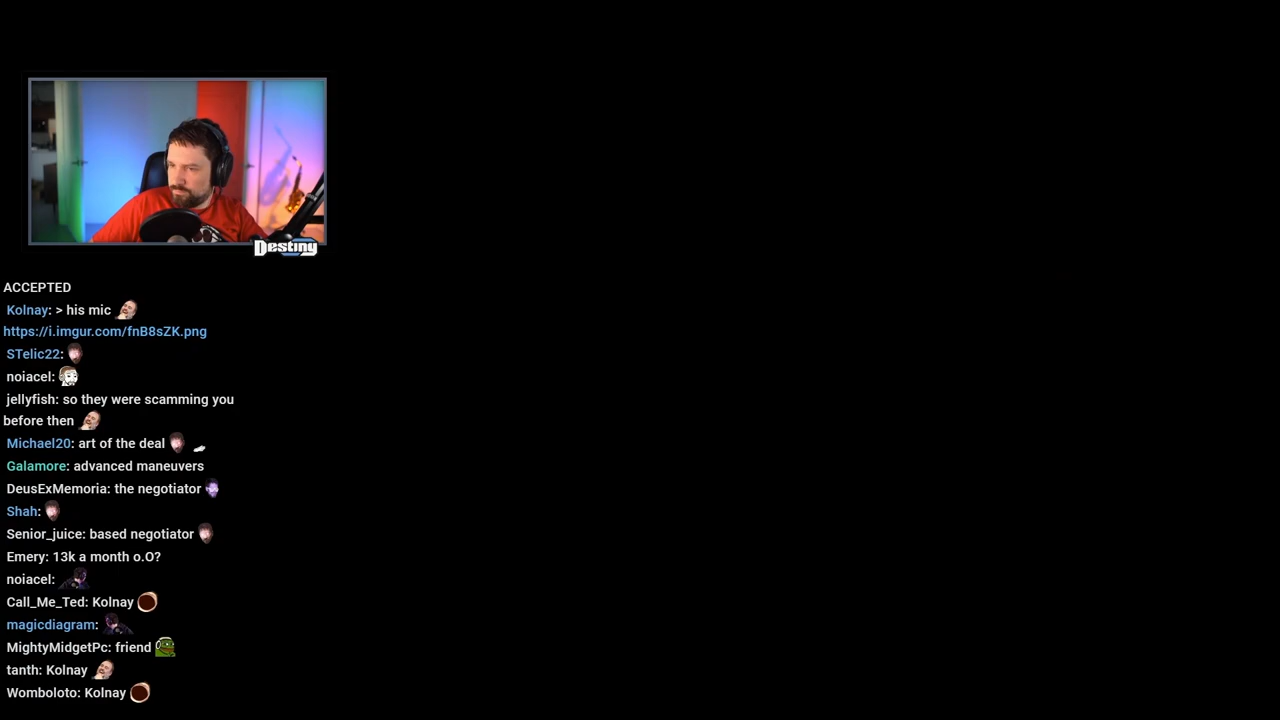 Destiny
ACCEPTED
Kolnay: > his mic
https://i.imgur.com/fnB8sZK.png
STelic22:
noiacel:
jellyfish: so they were scamming you
before then
Michael20: art of the deal
Galamore: advanced maneuvers
DeusExMemoria: the negotiator
Shah:
Senior_juice: based negotiator
Emery: 13k a month o.O?
noiacel:
Call_Me_Ted: Kolnay
magicdiagram:
MightyMidgetPc: friend
tanth: Kolnay
Womboloto: Kolnay